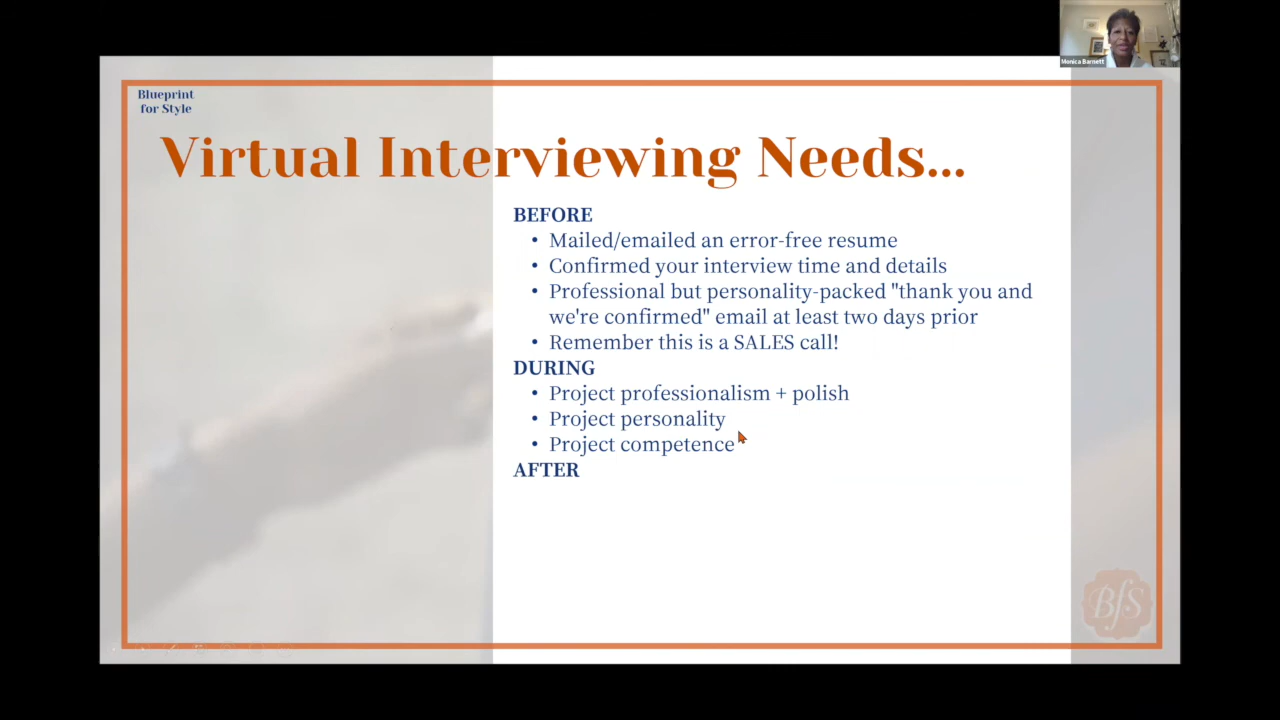 Monica Barnett
Blueprint
for Style
Virtual Interviewing Needs...
BEFORE
• Mailed/emailed an error-free resume
• Confirmed your interview time and details
• Professional but personality-packed "thank you and
we're confirmed" email at least two days prior
• Remember this is a SALES call!
DURING
• Project professionalism + polish
• Project personality
• Project competence
AFTER
BfS